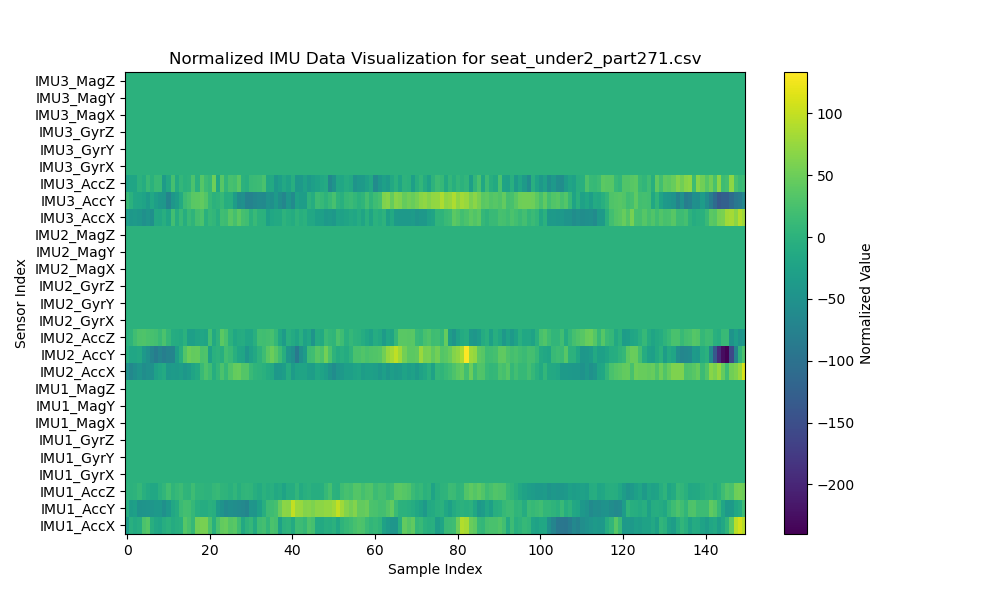 Normalized IMU Data Visualization for seat_under2_part271.csv
IMU3_MagZ
IMU3_MagY
IMU3_MagX
IMU3_GyrZ
IMU3_GyrY
IMU3_GyrX
IMU3_AccZ
IMU3_AccY
IMU3_AccX
IMU2_MagZ
IMU2_MagY
IMU2_MagX
IMU2_GyrZ
IMU2_GyrY
IMU2_GyrX
IMU2_AccZ
IMU2_AccY
IMU2_AccX
IMU1_MagZ
IMU1_MagY
IMU1_MagX
IMU1_GyrZ
IMU1_GyrY
IMU1_GyrX
IMU1_AccZ
IMU1_AccY
IMU1_AccX
Sensor Index
0 20 40 60 80 100 120 140
Sample Index
100
50
0
−50
−100
−150
−200
Normalized Value